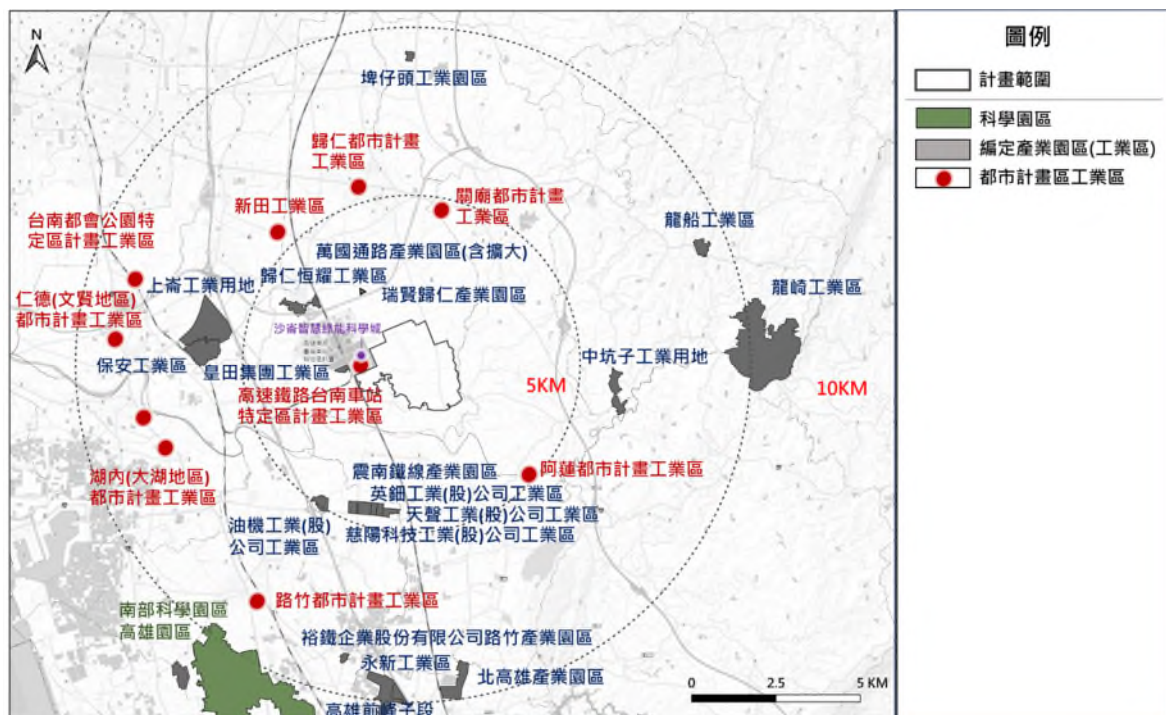 N
埤仔頭工業園區
歸仁都市計畫
工業區
關廟都市計畫
工業區
新田工業區
台南都會公園特
定區計畫工業區
龍船工業區
萬國通路產業園區(含擴大)
上崙工業用地
歸仁恒耀工業區
瑞賢歸仁產業園區
龍崎工業區
仁德(文賢地區)
都市計畫工業區
沙崙智慧綠能科學城
保安工業區
皇田集團工業區
中坑子工業用地
5KM
10KM
高速鐵路台南車站
特定區計畫工業區
湖內(大湖地區)
都市計畫工業區
震南鐵線產業園區
阿蓮都市計畫工業區
英鈿工業(股)公司工業區
天聲工業(股)公司工業區
慈陽科技工業(股)公司工業區
油機工業(股)
公司工業區
路竹都市計畫工業區
南部科學園區
高雄園區
裕鐵企業股份有限公司路竹產業園區
永新工業區
北高雄產業園區
高雄前峰子段
0 2.5 5 KM
圖例
計畫範圍
科學園區
編定產業園區(工業區)
都市計畫區工業區